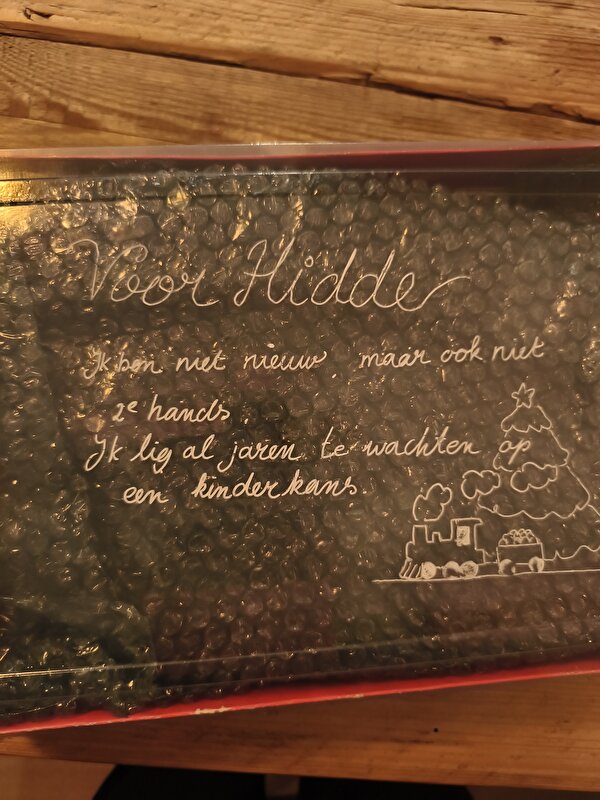 Voor Hidde
Ik ben niet nieuw, maar ook niet
2e hands.
Ik lig al jaren te wachten op
een kinderkans.